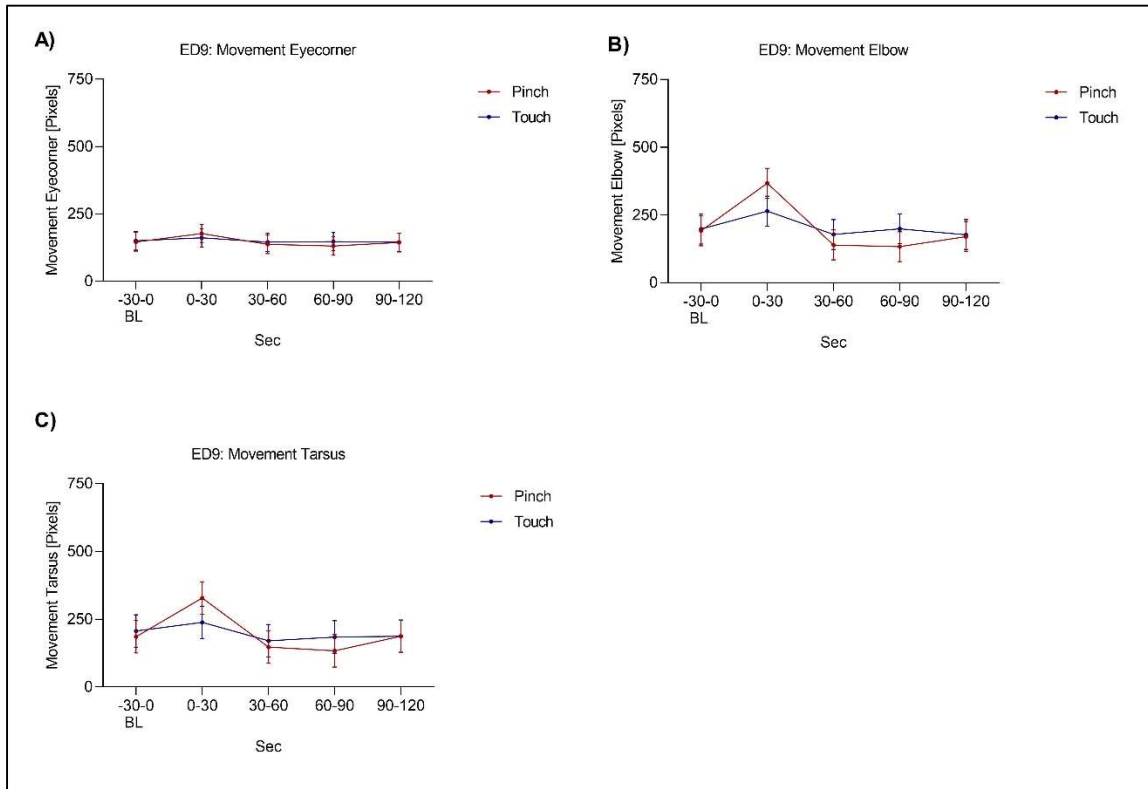 A)
ED9: Movement Eyecorner
Movement Eyecorner [Pixels]
750
500
250
0
-30-0
BL
0-30
30-60
60-90
90-120
Sec
Pinch
Touch
B)
ED9: Movement Elbow
Movement Elbow [Pixels]
750
500
250
0
-30-0
BL
0-30
30-60
60-90
90-120
Sec
Pinch
Touch
C)
ED9: Movement Tarsus
Movement Tarsus [Pixels]
750
500
250
0
-30-0
BL
0-30
30-60
60-90
90-120
Sec
Pinch
Touch